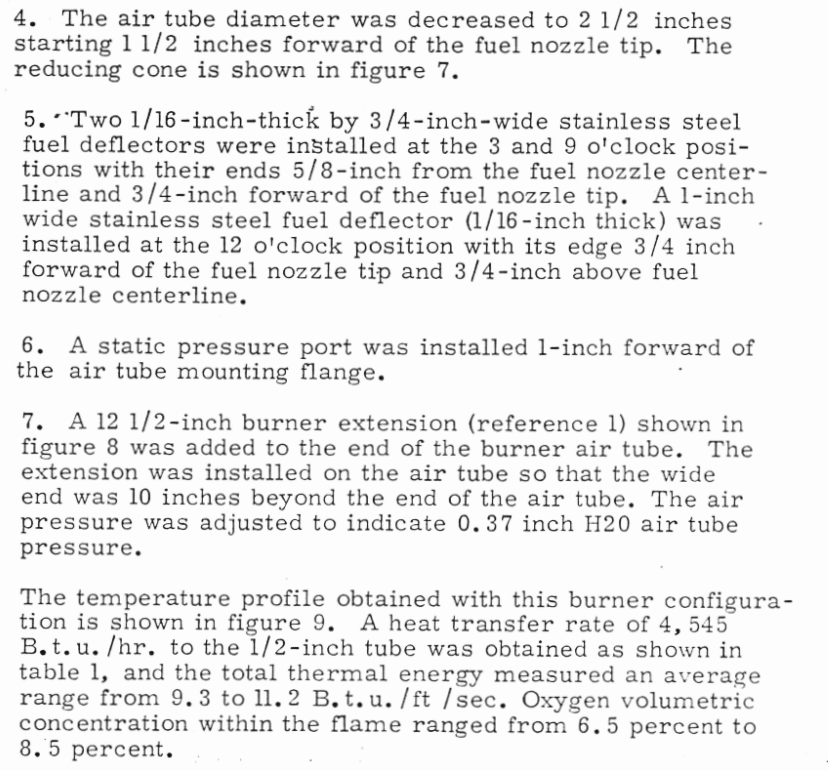 4. The air tube diameter was decreased to 2 1/2 inches
starting 1 1/2 inches forward of the fuel nozzle tip. The
reducing cone is shown in figure 7.
5. Two 1/16-inch-thick by 3/4-inch-wide stainless steel
fuel deflectors were installed at the 3 and 9 o'clock posi-
tions with their ends 5/8-inch from the fuel nozzle center-
line and 3/4-inch forward of the fuel nozzle tip. A 1-inch
wide stainless steel fuel deflector (1/16-inch thick) was
installed at the 12 o'clock position with its edge 3/4 inch
forward of the fuel nozzle tip and 3/4-inch above fuel
nozzle centerline.
6. A static pressure port was installed 1-inch forward of
the air tube mounting flange.
7. A 12 1/2-inch burner extension (reference 1) shown in
figure 8 was added to the end of the burner air tube. The
extension was installed on the air tube so that the wide
end was 10 inches beyond the end of the air tube. The air
pressure was adjusted to indicate 0.37 inch H20 air tube
pressure.
The temperature profile obtained with this burner configura-
tion is shown in figure 9. A heat transfer rate of 4,545
B.t.u./hr. to the 1/2-inch tube was obtained as shown in
table 1, and the total thermal energy measured an average
range from 9.3 to 11.2 B.t.u./ft /sec. Oxygen volumetric
concentration within the flame ranged from 6.5 percent to
8.5 percent.